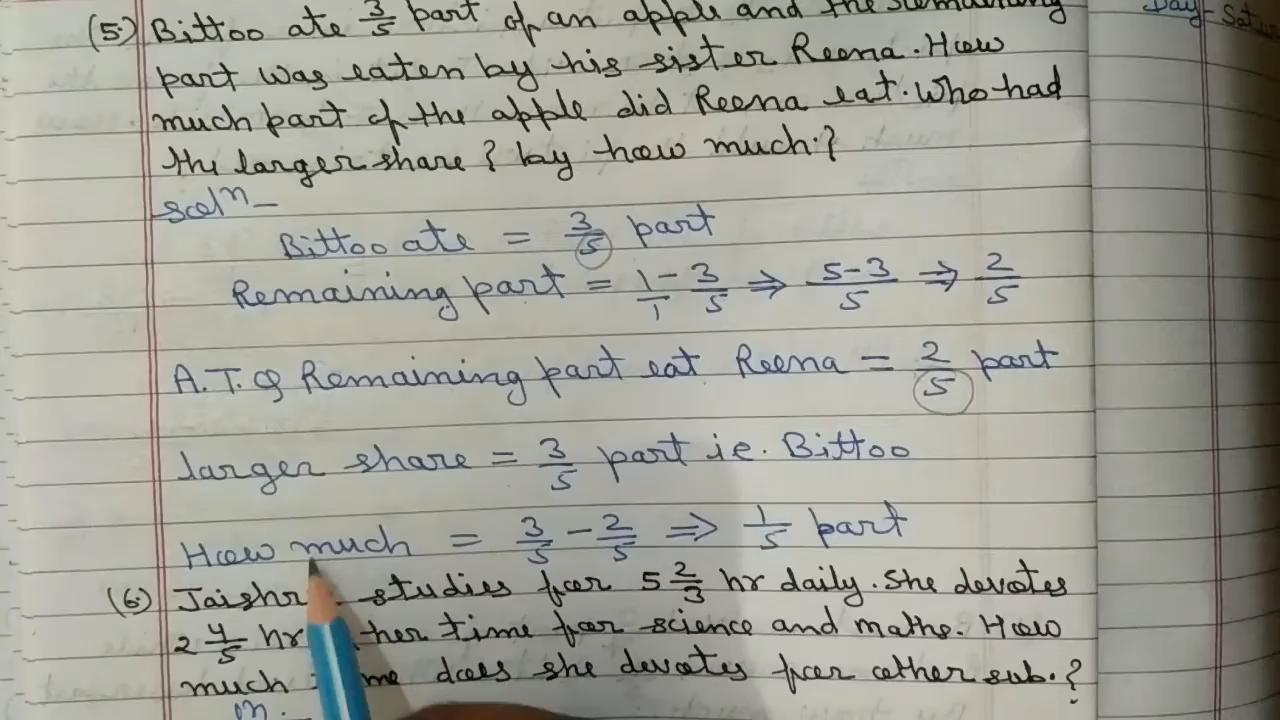 (5) Bittoo ate 3/5 part of an apple and the remaining
part was eaten by his sister Reena. How
much part of the apple did Reena eat. Who had
the larger share? by how much.?
Solⁿ-
Bittoo ate = 3/5 part
Remaining part = 1/1 - 3/5 ⇒ 5-3/5 ⇒ 2/5
A.T.Q Remaining part eat Reena = 2/5 part
larger share = 3/5 part i.e. Bittoo
How much = 3/5 - 2/5 ⇒ 1/5 part
(6) Jaishr studies for 5 2/3 hr daily. She devotes
2 4/5 hr her time for science and maths. How
much me does she devotes for other sub.?
Day - Sat